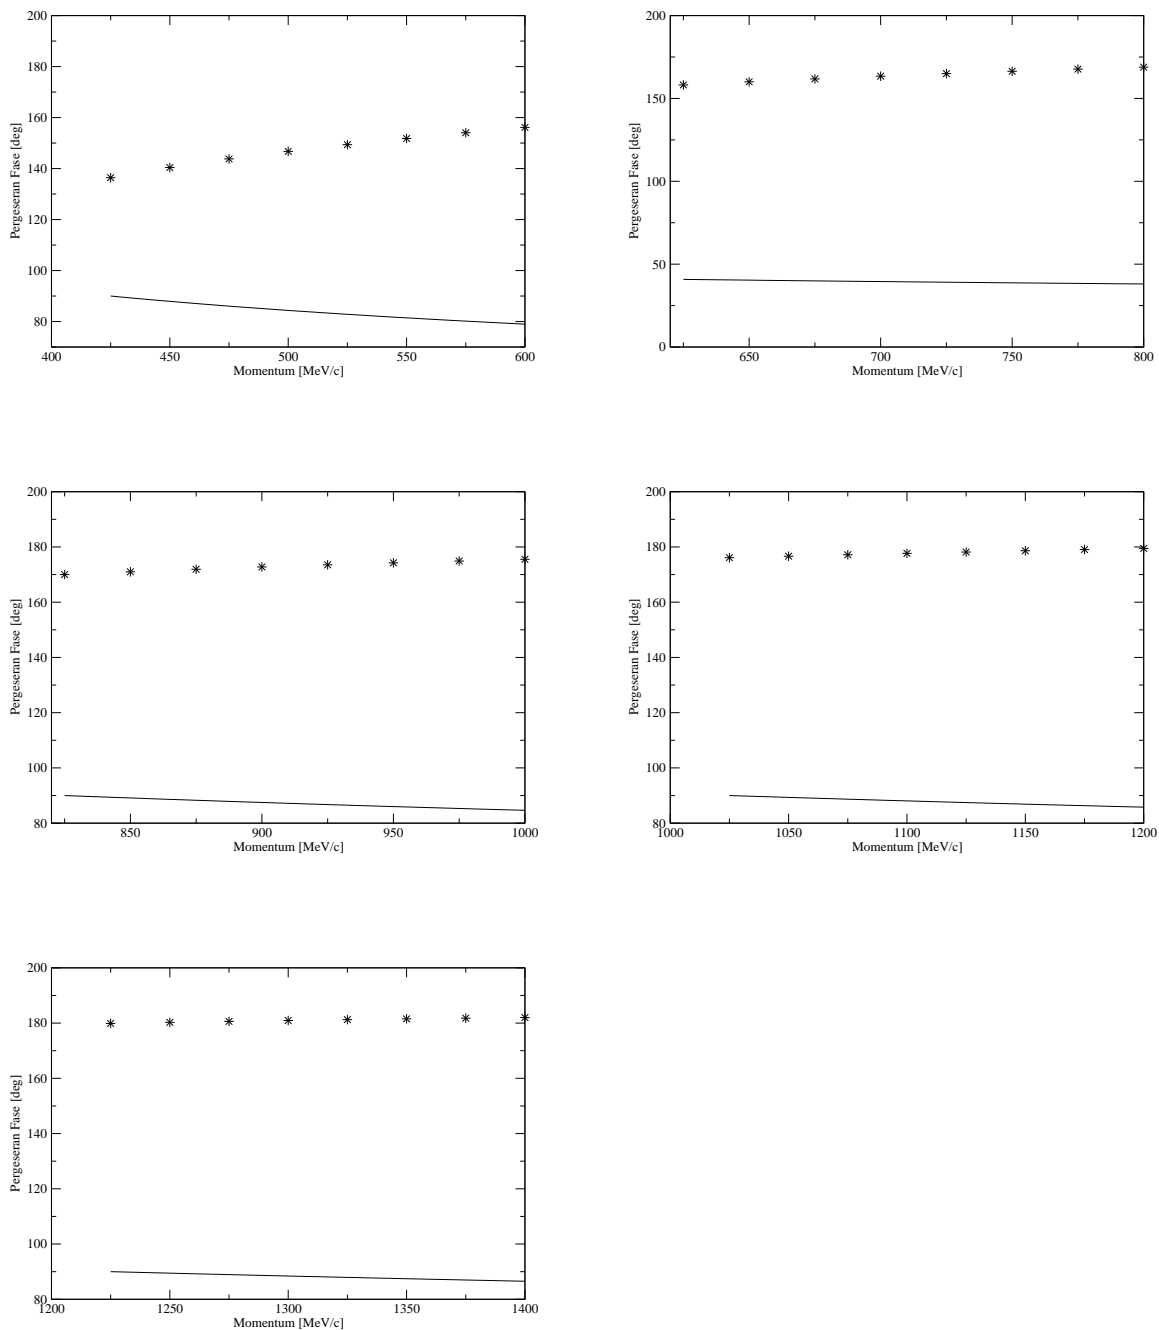 200
180
160
140
120
100
80
400 450 500 550 600
Momentum [MeV/c]
Pergeseran Fase [deg]
200
150
100
50
0
650 700 750 800
Momentum [MeV/c]
Pergeseran Fase [deg]
200
180
160
140
120
100
80
850 900 950 1000
Momentum [MeV/c]
Pergeseran Fase [deg]
200
180
160
140
120
100
80
1000 1050 1100 1150 1200
Momentum [MeV/c]
Pergeseran Fase [deg]
200
180
160
140
120
100
80
1200 1250 1300 1350 1400
Momentum [MeV/c]
Pergeseran Fase [deg]